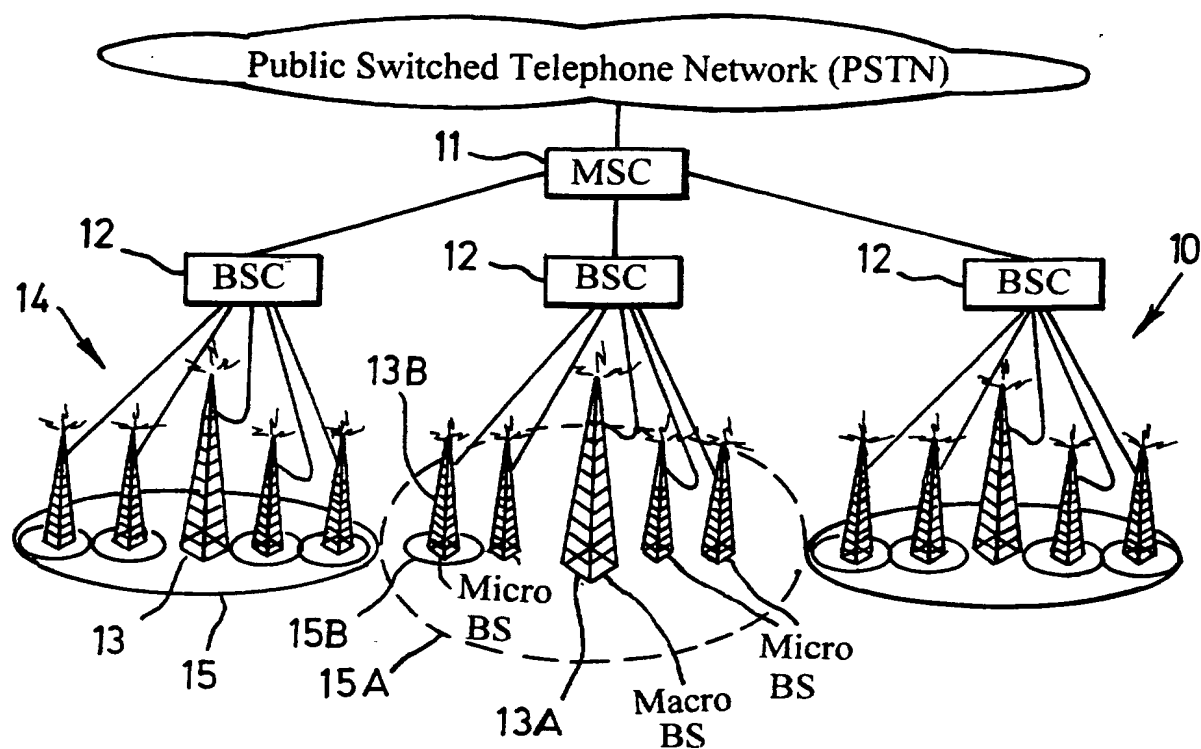 Public Switched Telephone Network (PSTN)
11
MSC
12
BSC
12
BSC
12
BSC
10
14
13B
13
15
15B
15A
Micro
BS
13A
Macro
BS
Micro
BS